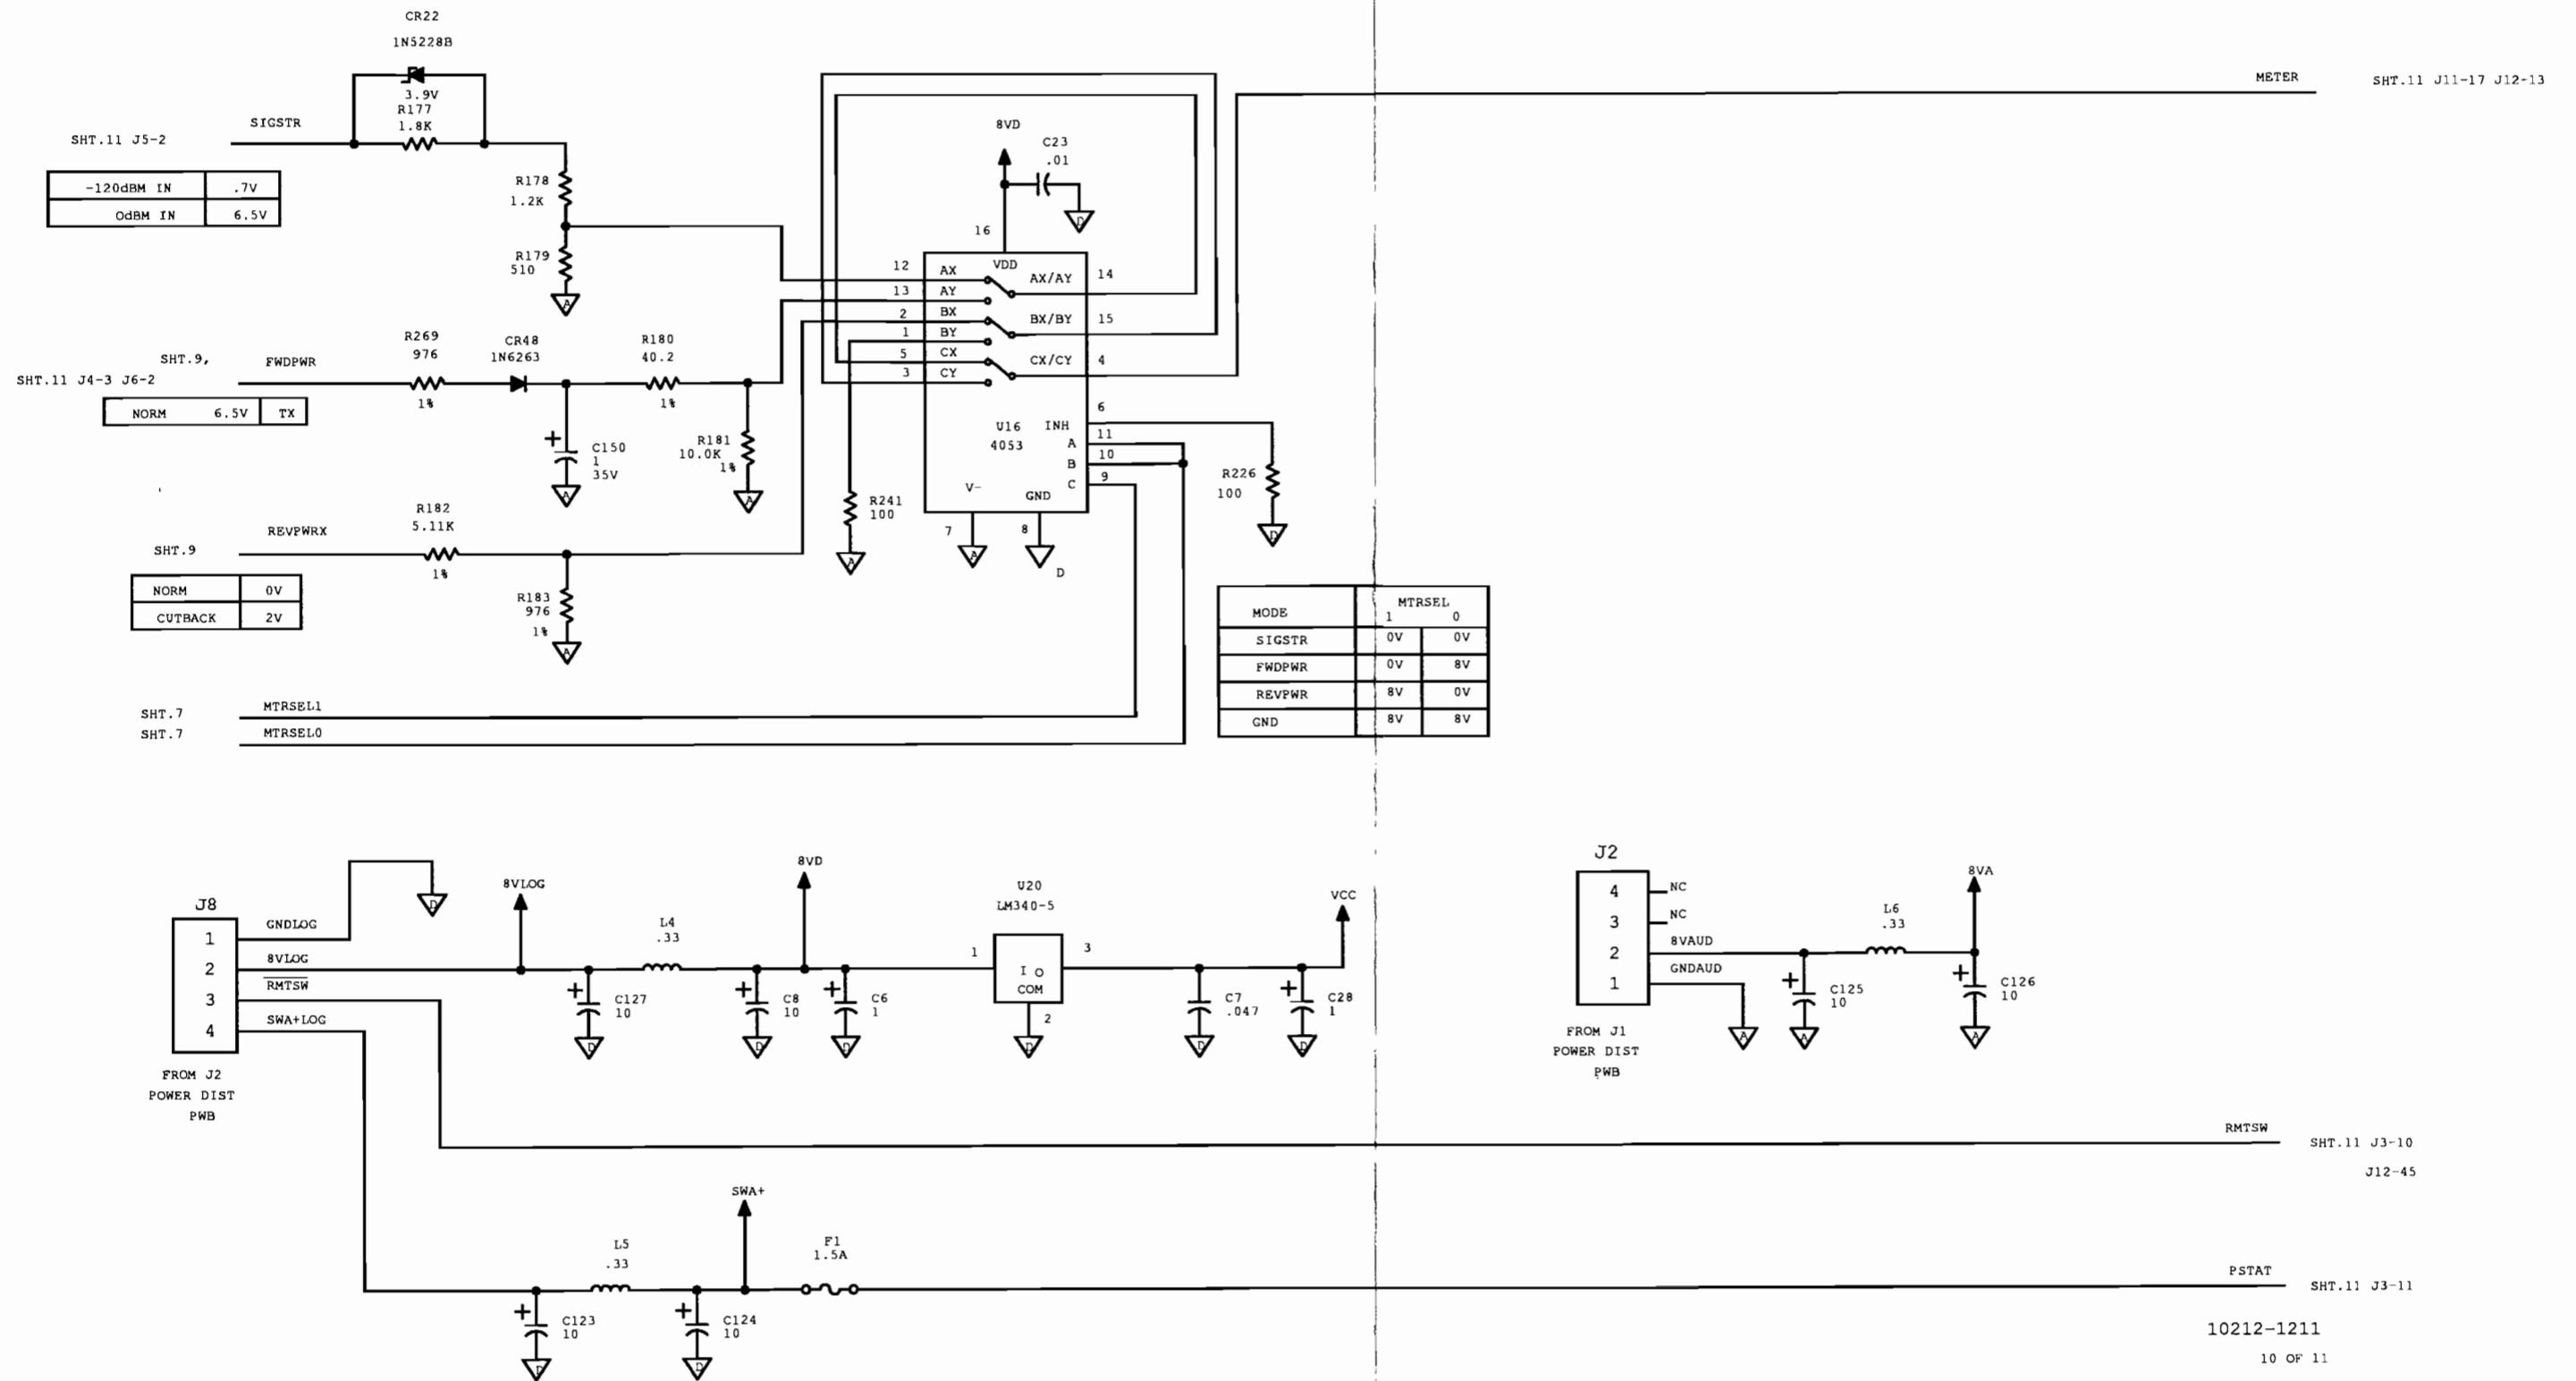 CR22
1N5228B
3.9V
R177
1.8K
SIGSTR
SHT.11 J5-2
-120dBM IN .7V
0dBM IN 6.5V
R178
1.2K
R179
510
A
METER
SHT.11 J11-17 J12-13
8VD
C23
.01
D
16
VDD
12 AX AX/AY 14
13 AY
2 BX BX/BY 15
1 BY
5 CX CX/CY 4
3 CY
U16
4053
INH 6
A 11
B 10
C 9
V-
GND
7
8
A
D
R226
100
D
R241
100
A
SHT.9,
SHT.11 J4-3 J6-2
FWDPWR
NORM 6.5V TX
R269
976
1%
CR48
1N6263
R180
40.2
1%
C150
1
35V
A
R181
10.0K
1%
A
SHT.9
REVPWRX
NORM 0V
CUTBACK 2V
R182
5.11K
1%
R183
976
1%
A
SHT.7 MTRSEL1
SHT.7 MTRSEL0
MODE MTRSEL
1 0
SIGSTR 0V 0V
FWDPWR 0V 8V
REVPWR 8V 0V
GND 8V 8V
J8
1 GNDLOG
2 8VLOG
3 RMTSW
4 SWA+LOG
FROM J2
POWER DIST
PWB
D
8VLOG
C127
10
D
L4
.33
8VD
C8
10
D
C6
1
D
U20
LM340-5
1
I O
COM
3
2
D
C7
.047
D
C28
1
D
VCC
J2
4 NC
3 NC
2 8VAUD
1 GNDAUD
FROM J1
POWER DIST
PWB
A
C125
10
A
L6
.33
8VA
C126
10
A
RMTSW
SHT.11 J3-10
J12-45
SWA+
L5
.33
F1
1.5A
C123
10
D
C124
10
D
PSTAT
SHT.11 J3-11
10212-1211
10 OF 11